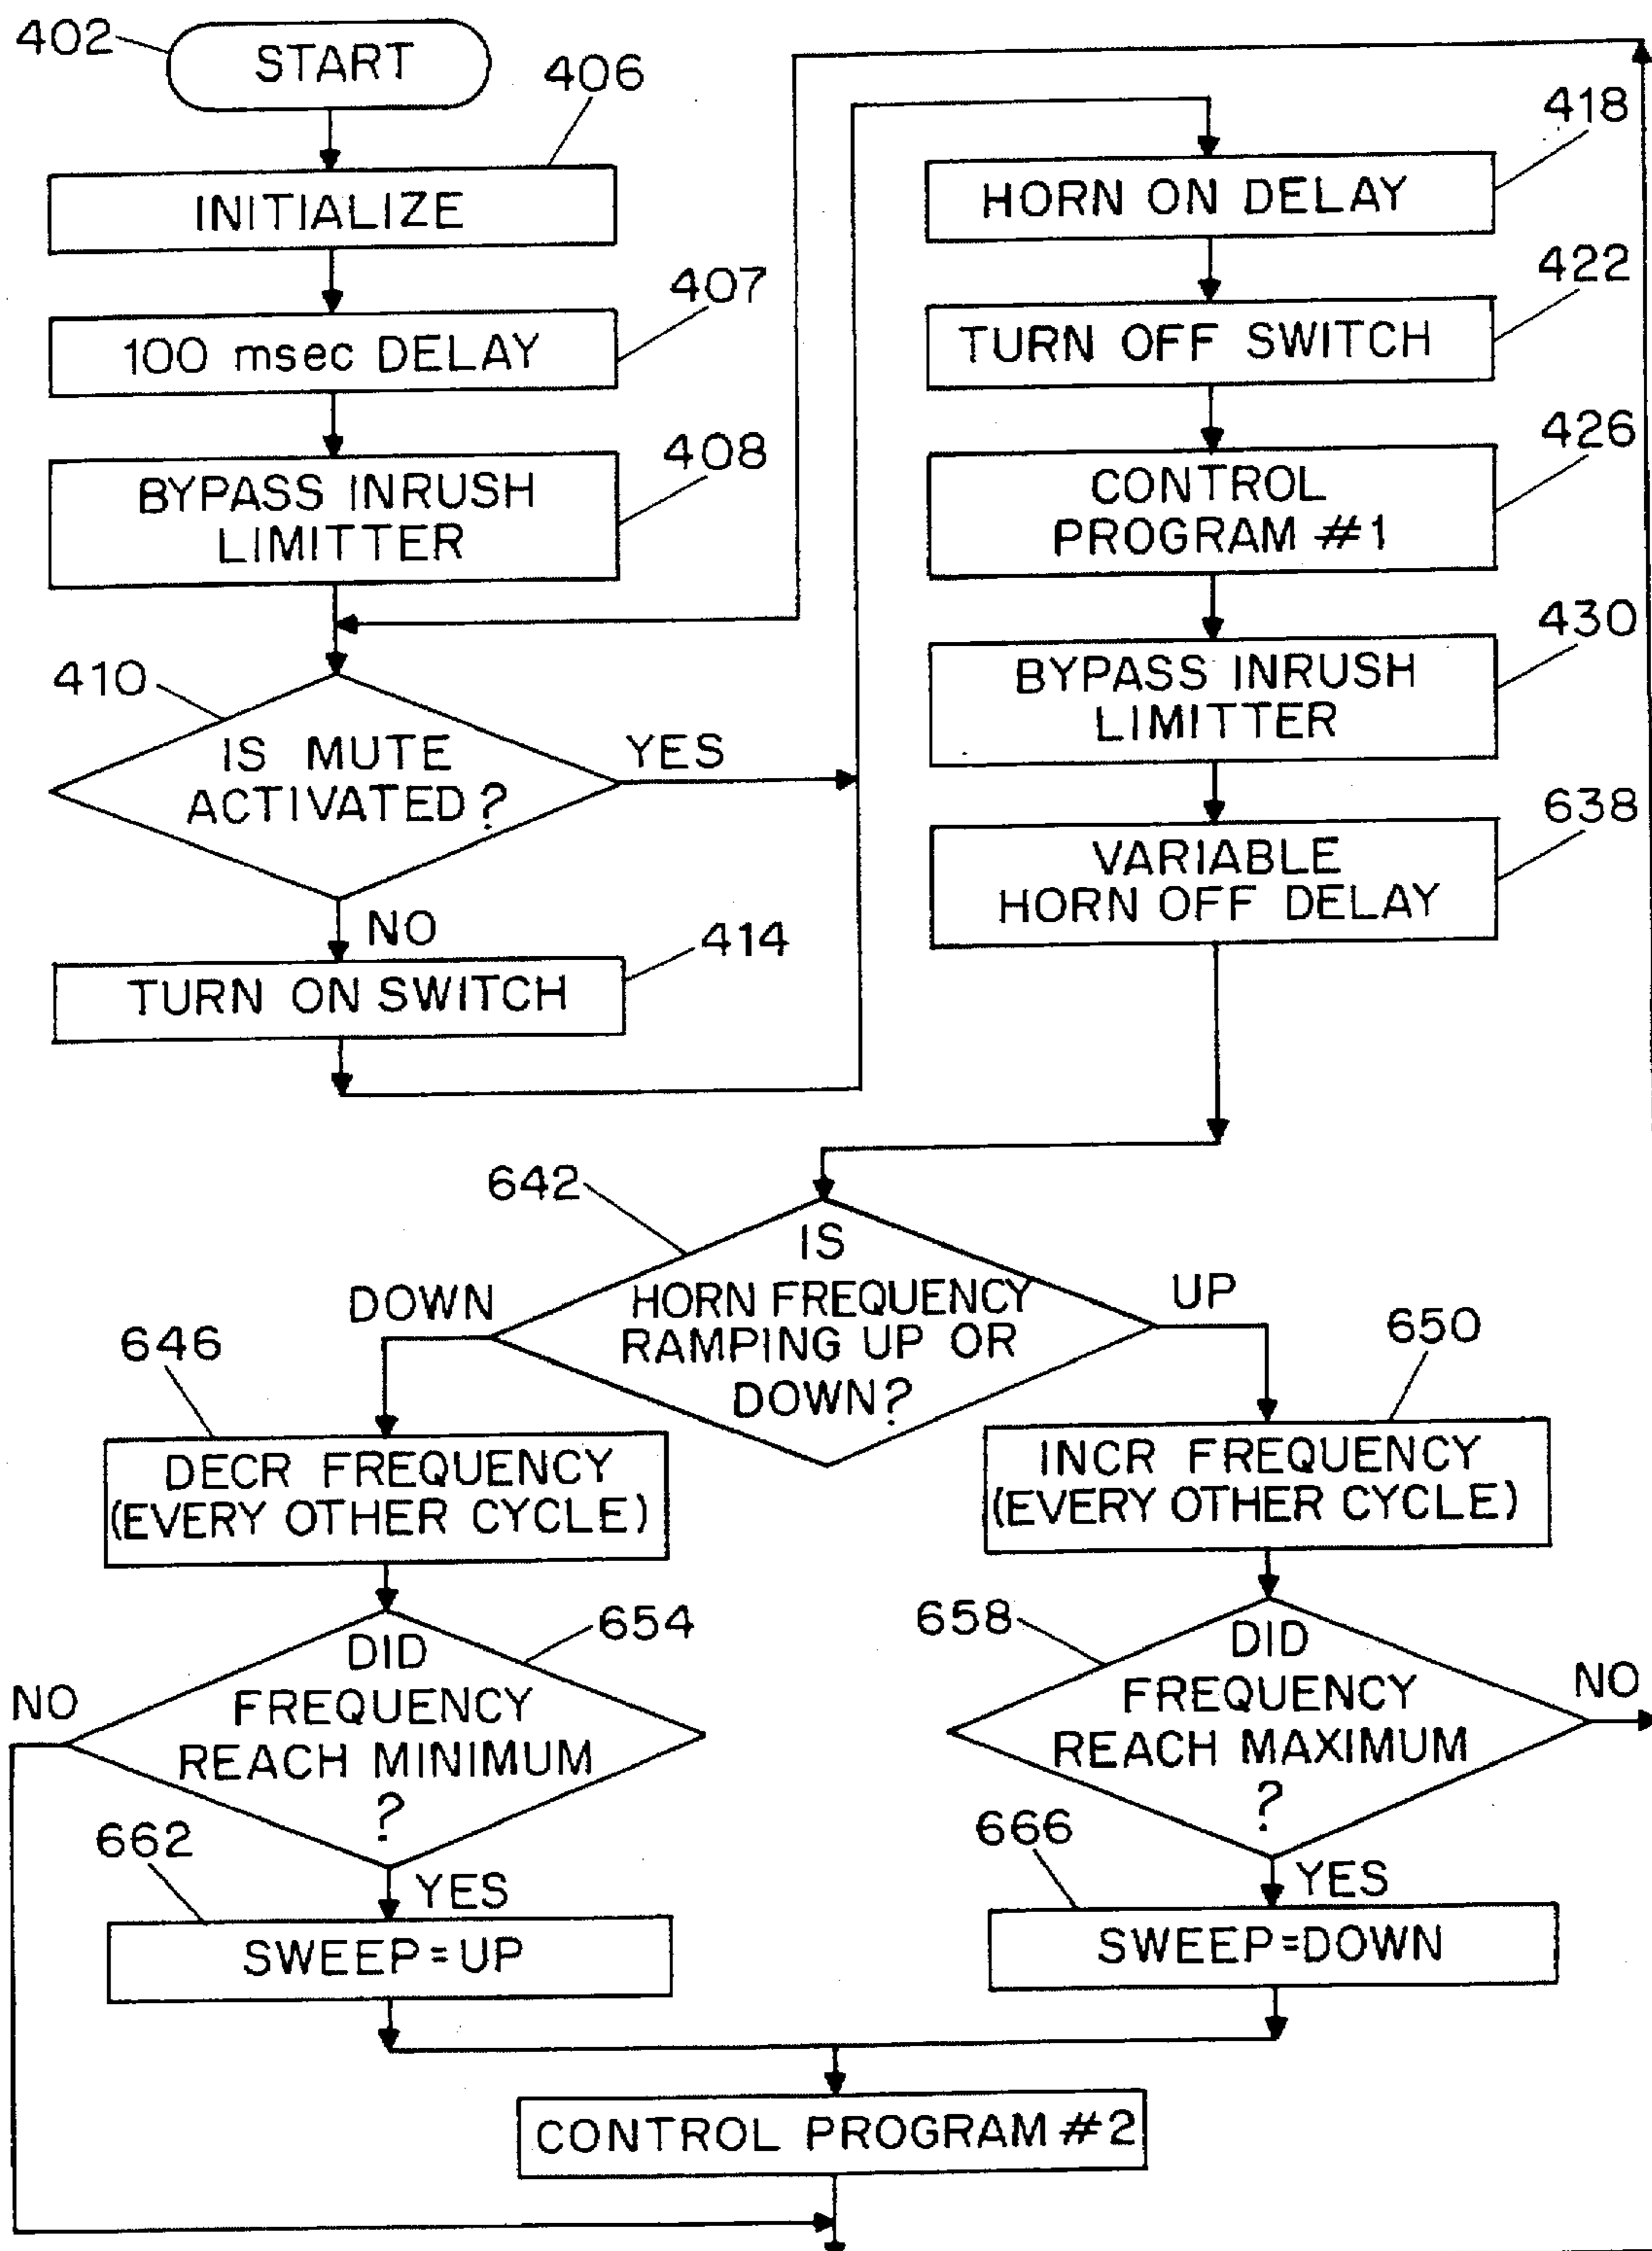 402
START
406
INITIALIZE
407
100 msec DELAY
408
BYPASS INRUSH
LIMITTER
410
IS MUTE
ACTIVATED?
YES
NO
414
TURN ON SWITCH
418
HORN ON DELAY
422
TURN OFF SWITCH
426
CONTROL
PROGRAM #1
430
BYPASS INRUSH
LIMITTER
638
VARIABLE
HORN OFF DELAY
642
IS
HORN FREQUENCY
RAMPING UP OR
DOWN?
DOWN
UP
646
DECR FREQUENCY
(EVERY OTHER CYCLE)
650
INCR FREQUENCY
(EVERY OTHER CYCLE)
654
DID
FREQUENCY
REACH MINIMUM
?
NO
YES
658
DID
FREQUENCY
REACH MAXIMUM
?
NO
YES
662
SWEEP=UP
666
SWEEP=DOWN
CONTROL PROGRAM #2